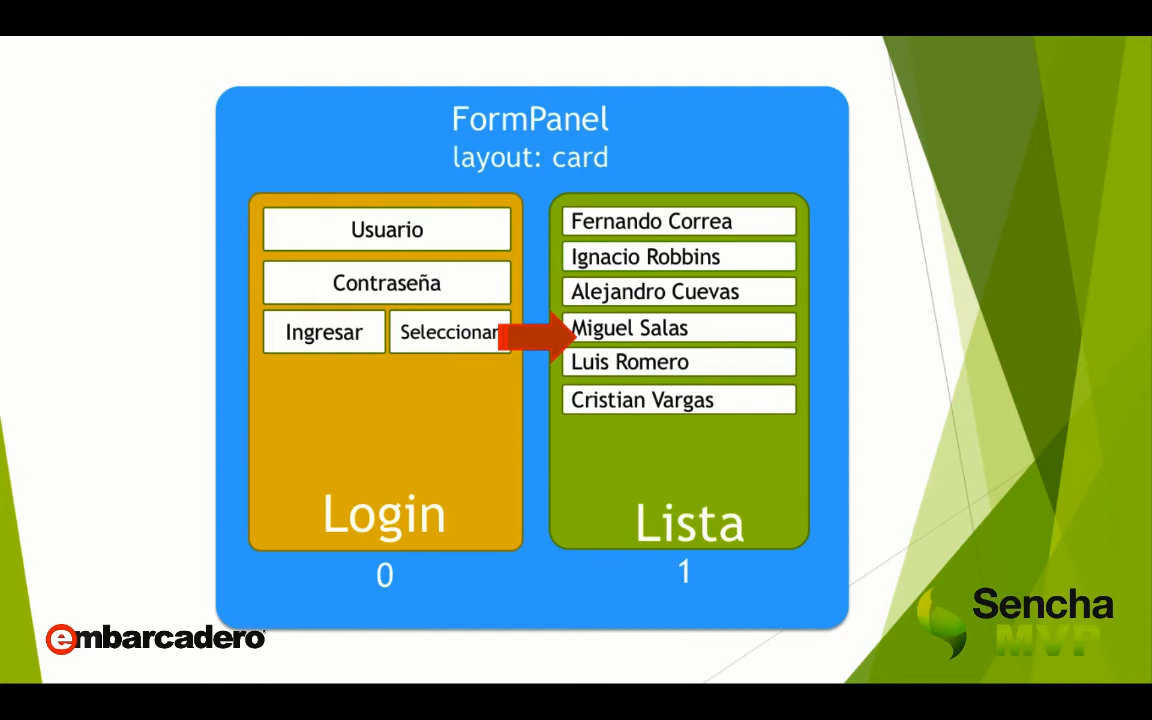 FormPanel
layout: card
Usuario
Contraseña
Ingresar
Seleccionar
Login
0
Fernando Correa
Ignacio Robbins
Alejandro Cuevas
Miguel Salas
Luis Romero
Cristian Vargas
Lista
1
embarcadero
Sencha
MVP